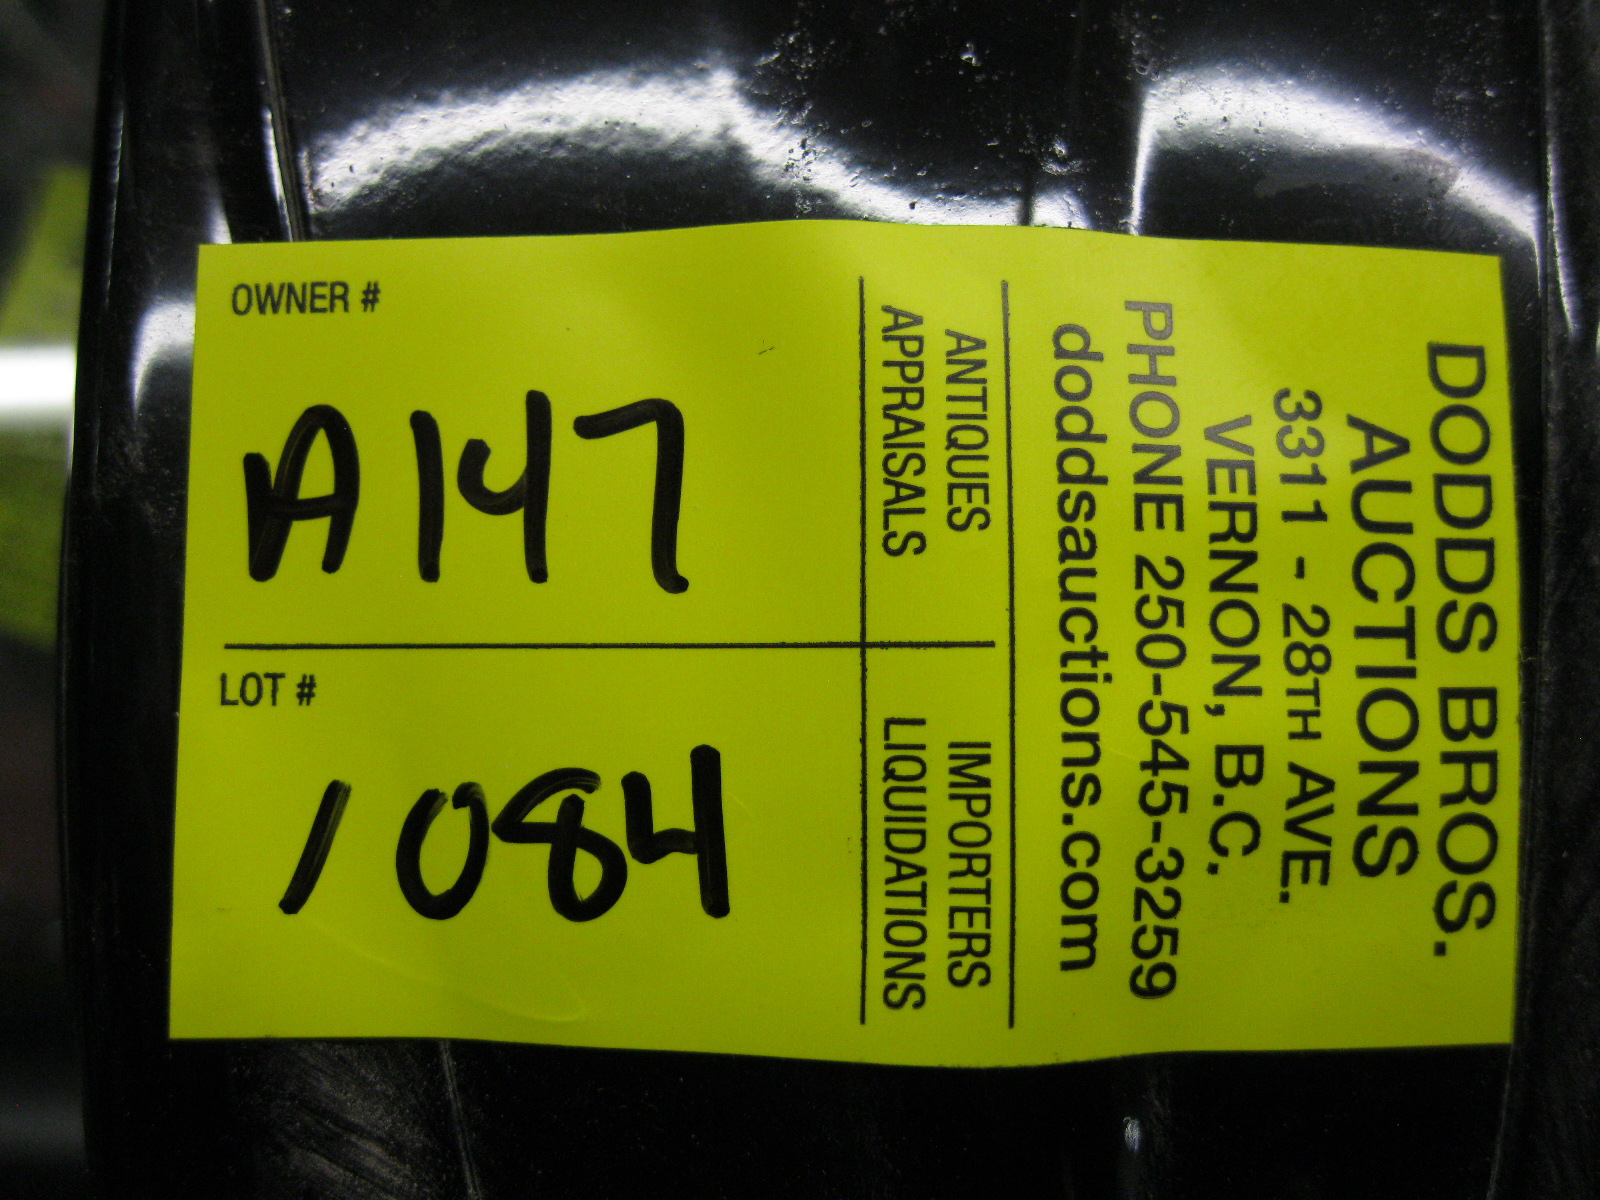 DODDS BROS.
AUCTIONS
3311 - 28TH AVE.
VERNON, B.C.
PHONE 250-545-3259
doddsauctions.com
ANTIQUES
APPRAISALS
IMPORTERS
LIQUIDATIONS
OWNER #
A147
LOT #
1084